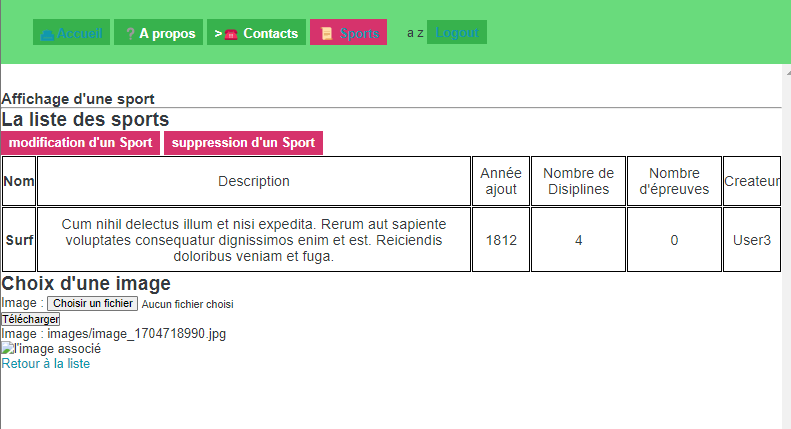 Accueil ?A propos >☎ Contacts Sports a z Logout
Affichage d'une sport
La liste des sports
modification d'un Sport suppression d'un Sport
Nom Description Année ajout Nombre de Disiplines Nombre d'épreuves Createur
Surf Cum nihil delectus illum et nisi expedita. Rerum aut sapiente
voluptates consequatur dignissimos enim et est. Reiciendis
doloribus veniam et fuga. 1812 4 0 User3
Choix d'une image
Image : Choisir un fichier Aucun fichier choisi
Télécharger
Image : images/image_1704718990.jpg
l'image associé
Retour à la liste